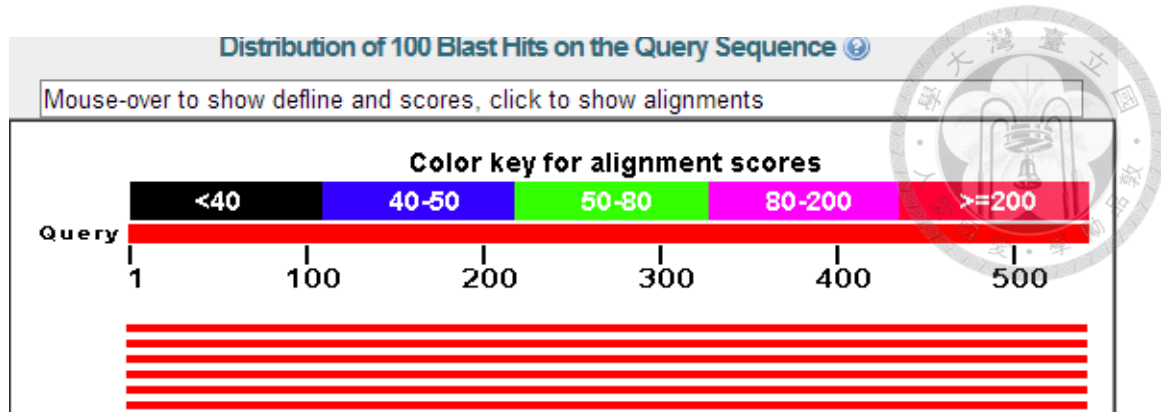 Distribution of 100 Blast Hits on the Query Sequence
Mouse-over to show defline and scores, click to show alignments
Color key for alignment scores
<40 40-50 50-80 80-200 >=200
Query
1 100 200 300 400 500